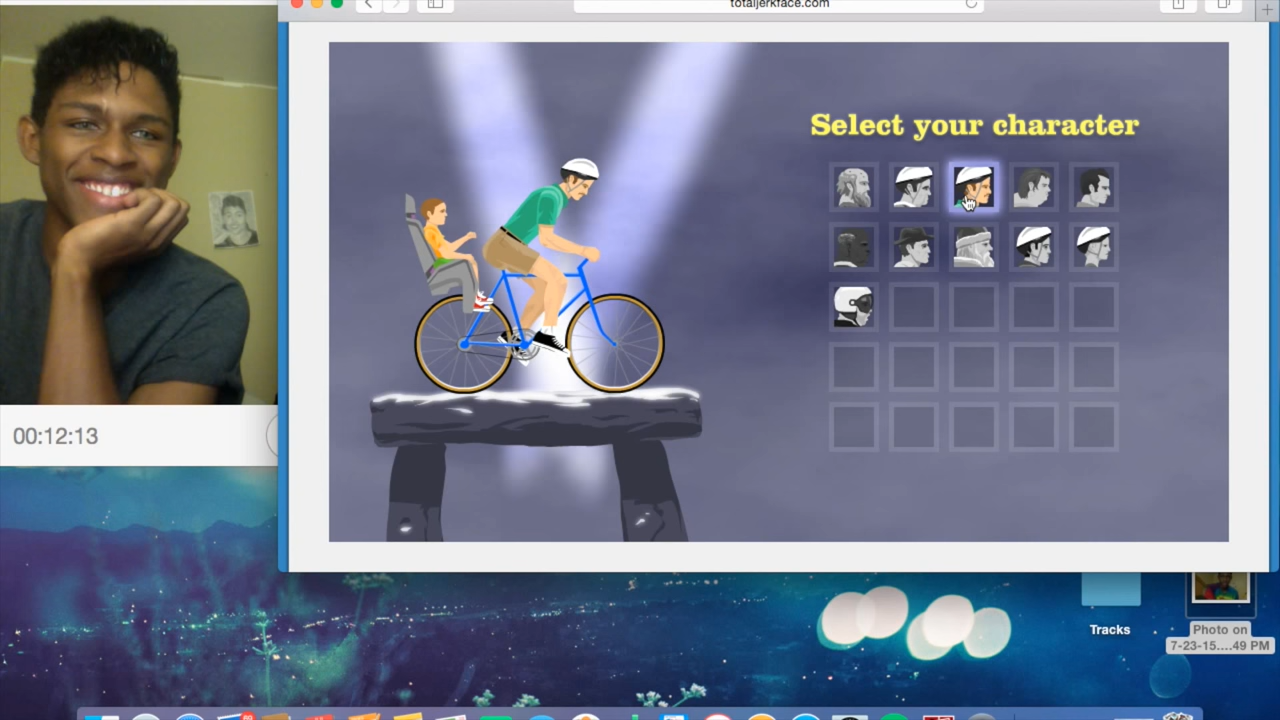 totaljerkface.com
Select your character
00:12:13
Tracks
Photo on
7-23-15....49 PM